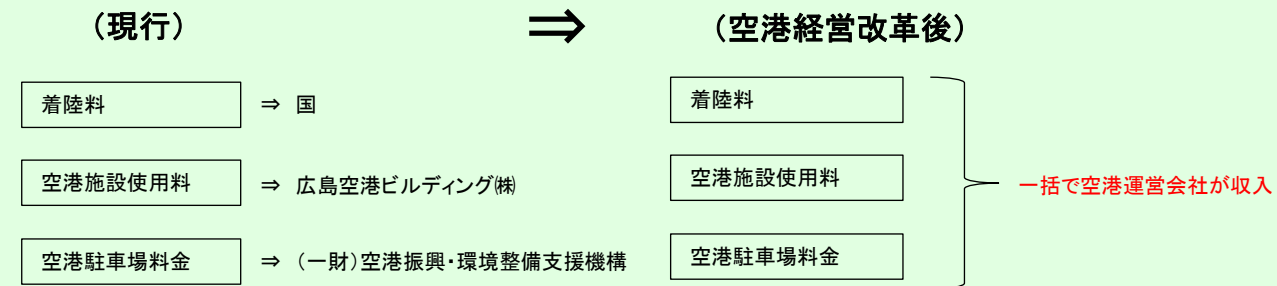 （現行） ⇒ （空港経営改革後）
着陸料 ⇒ 国
空港施設使用料 ⇒ 広島空港ビルディング㈱
空港駐車場料金 ⇒ （一財）空港振興・環境整備支援機構
着陸料
空港施設使用料
空港駐車場料金
一括で空港運営会社が収入